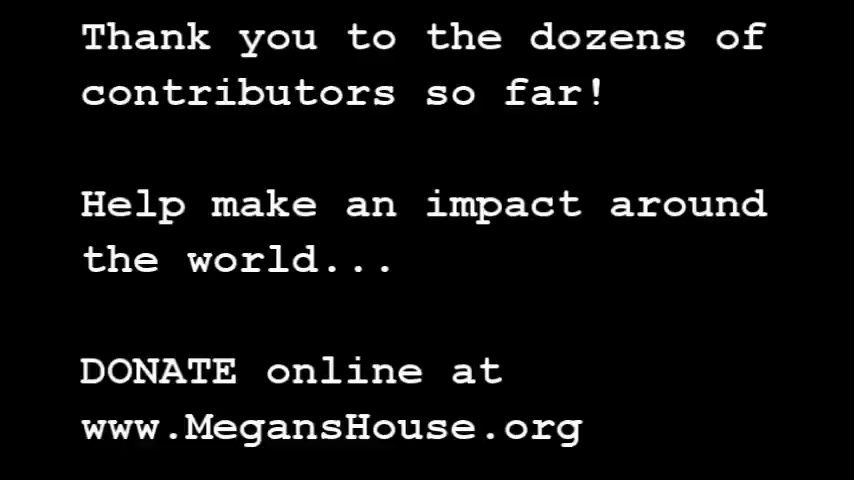 Thank you to the dozens of
contributors so far!
Help make an impact around
the world...
DONATE online at
www.MegansHouse.org